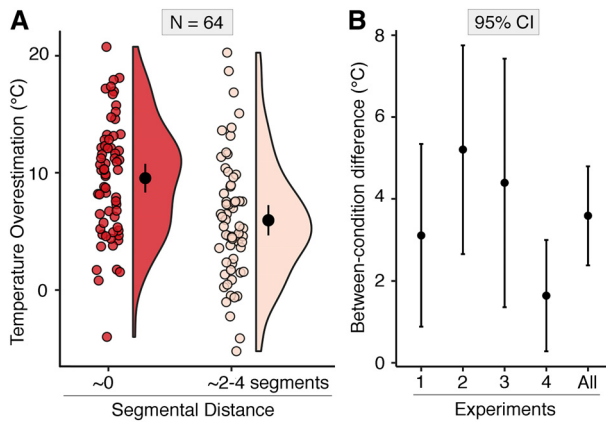 A
N = 64
Temperature Overestimation (°C)
20
10
0
~0
~2-4 segments
Segmental Distance
B
95% CI
Between-condition difference (°C)
8
6
4
2
0
1 2 3 4 All
Experiments